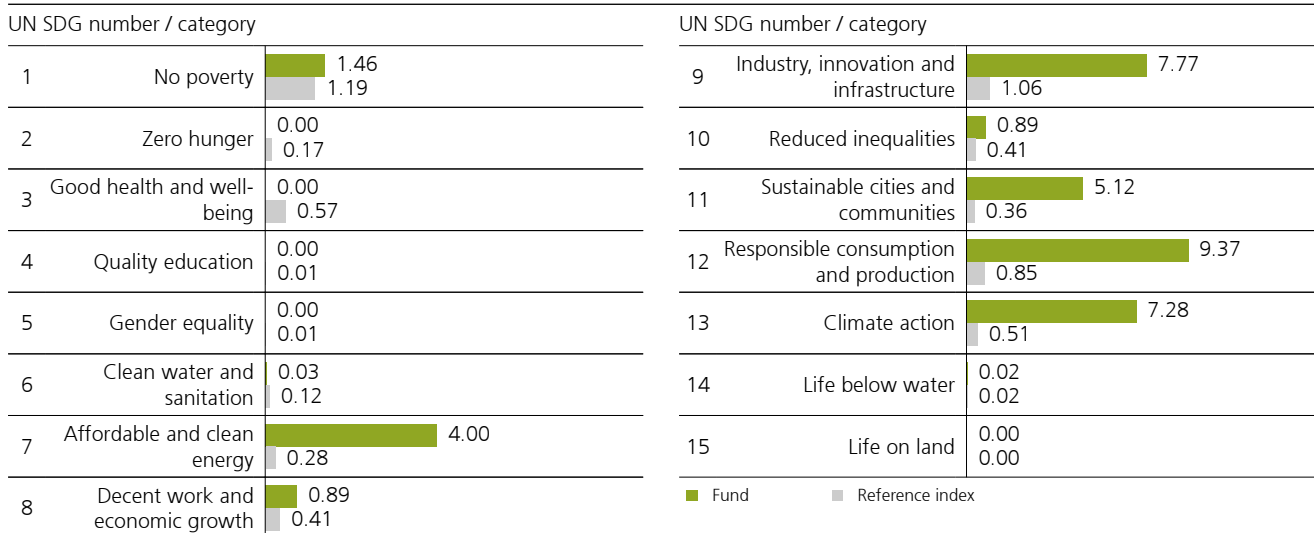 UN SDG number / category
1
No poverty
1.46
1.19
2
Zero hunger
0.00
0.17
3
Good health and well-
being
0.00
0.57
4
Quality education
0.00
0.01
5
Gender equality
0.00
0.01
6
Clean water and
sanitation
0.03
0.12
7
Affordable and clean
energy
4.00
0.28
8
Decent work and
economic growth
0.89
0.41
UN SDG number / category
9
Industry, innovation and
infrastructure
7.77
1.06
10
Reduced inequalities
0.89
0.41
11
Sustainable cities and
communities
5.12
0.36
12
Responsible consumption
and production
9.37
0.85
13
Climate action
7.28
0.51
14
Life below water
0.02
0.02
15
Life on land
0.00
0.00
Fund
Reference index